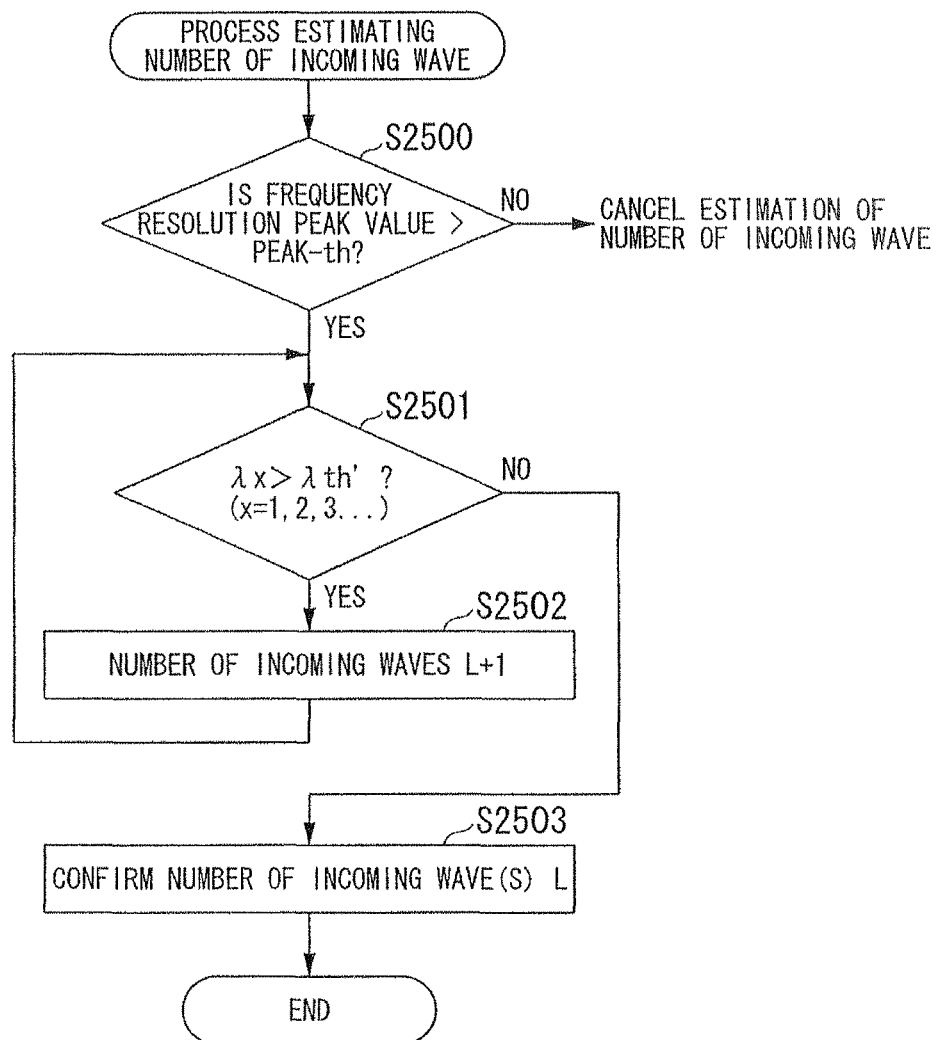 PROCESS ESTIMATING
NUMBER OF INCOMING WAVE
S2500
IS FREQUENCY
RESOLUTION PEAK VALUE >
PEAK-th?
NO
CANCEL ESTIMATION OF
NUMBER OF INCOMING WAVE
YES
S2501
λx > λth' ?
(x=1, 2, 3...)
NO
YES
S2502
NUMBER OF INCOMING WAVES L+1
S2503
CONFIRM NUMBER OF INCOMING WAVE(S) L
END